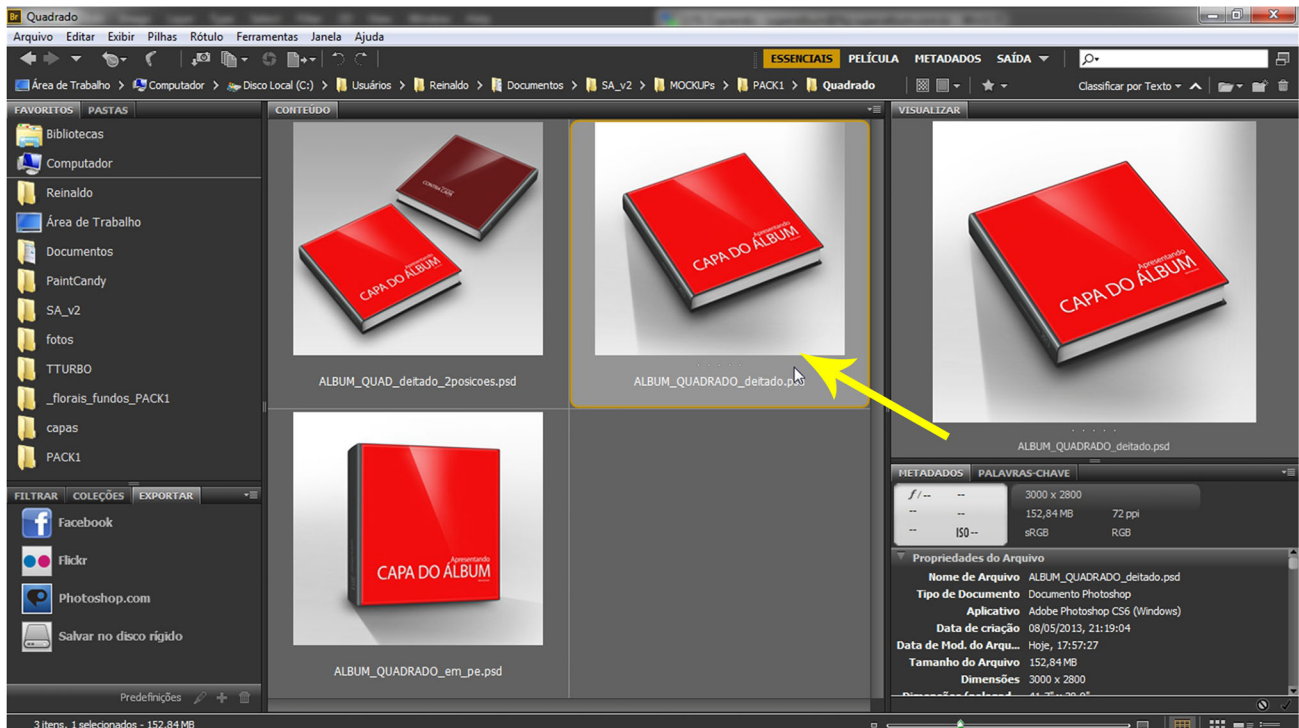 Br Quadrado
Arquivo Editar Exibir Pilhas Rótulo Ferramentas Janela Ajuda
ESSENCIAIS PELÍCULA METADADOS SAÍDA
Área de Trabalho > Computador > Disco Local (C:) > Usuários > Reinaldo > Documentos > SA_v2 > MOCKUPs > PACK1 > Quadrado
Classificar por Texto
FAVORITOS PASTAS
Bibliotecas
Computador
Reinaldo
Área de Trabalho
Documentos
PaintCandy
SA_v2
fotos
TTURBO
_florais_fundos_PACK1
capas
PACK1
FILTRAR COLEÇÕES EXPORTAR
Facebook
Flickr
Photoshop.com
Salvar no disco rígido
Predefinições
CONTEÚDO
CONTRA CAPA
Apresentando
CAPA DO ÁLBUM
ALBUM_QUAD_deitado_2posicoes.psd
Apresentando
CAPA DO ÁLBUM
ALBUM_QUADRADO_deitado.psd
Apresentando
CAPA DO ÁLBUM
ALBUM_QUADRADO_em_pe.psd
VISUALIZAR
Apresentando
CAPA DO ÁLBUM
ALBUM_QUADRADO_deitado.psd
METADADOS PALAVRAS-CHAVE
f/-- -- 3000 x 2800
-- -- 152,84 MB 72 ppi
-- ISO -- sRGB RGB
Propriedades do Arquivo
Nome de Arquivo ALBUM_QUADRADO_deitado.psd
Tipo de Documento Documento Photoshop
Aplicativo Adobe Photoshop CS6 (Windows)
Data de criação 08/05/2013, 21:19:04
Data de Mod. do Arqu... Hoje, 17:57:27
Tamanho do Arquivo 152,84 MB
Dimensões 3000 x 2800
3 itens, 1 selecionados - 152,84 MB